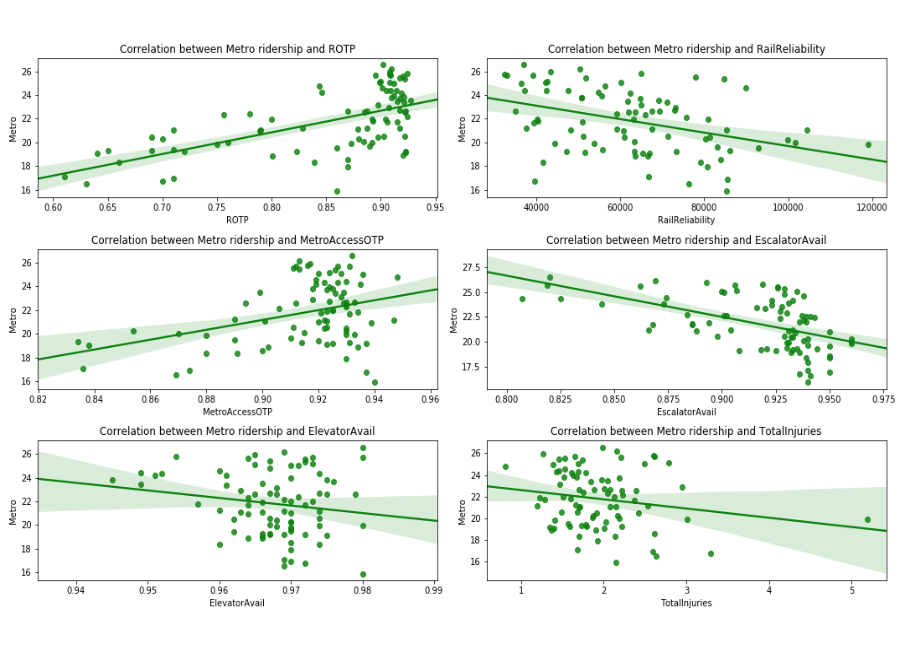 Correlation between Metro ridership and ROTP
Metro
26
24
22
20
18
16
0.60 0.65 0.70 0.75 0.80 0.85 0.90 0.95
ROTP
Correlation between Metro ridership and RailReliability
Metro
26
24
22
20
18
16
40000 60000 80000 100000 120000
RailReliability
Correlation between Metro ridership and MetroAccessOTP
Metro
26
24
22
20
18
16
0.82 0.84 0.86 0.88 0.90 0.92 0.94 0.96
MetroAccessOTP
Correlation between Metro ridership and EscalatorAvail
Metro
27.5
25.0
22.5
20.0
17.5
0.800 0.825 0.850 0.875 0.900 0.925 0.950 0.975
EscalatorAvail
Correlation between Metro ridership and ElevatorAvail
Metro
26
24
22
20
18
16
0.94 0.95 0.96 0.97 0.98 0.99
ElevatorAvail
Correlation between Metro ridership and TotalInjuries
Metro
26
24
22
20
18
16
1 2 3 4 5
TotalInjuries